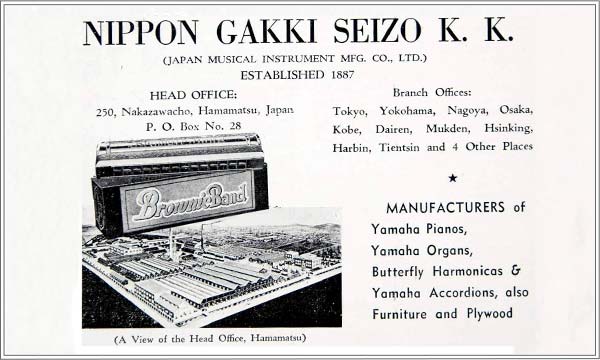 NIPPON GAKKI SEIZO K. K.
(JAPAN MUSICAL INSTRUMENT MFG. CO., LTD.)
ESTABLISHED 1887
HEAD OFFICE:
250, Nakazawacho, Hamamatsu, Japan
P. O. Box No. 28
Branch Offices:
Tokyo, Yokohama, Nagoya, Osaka,
Kobe, Dairen, Mukden, Hsinking,
Harbin, Tientsin and 4 Other Places
Brownie Band
MANUFACTURERS of
Yamaha Pianos,
Yamaha Organs,
Butterfly Harmonicas &
Yamaha Accordions, also
Furniture and Plywood
(A View of the Head Office, Hamamatsu)